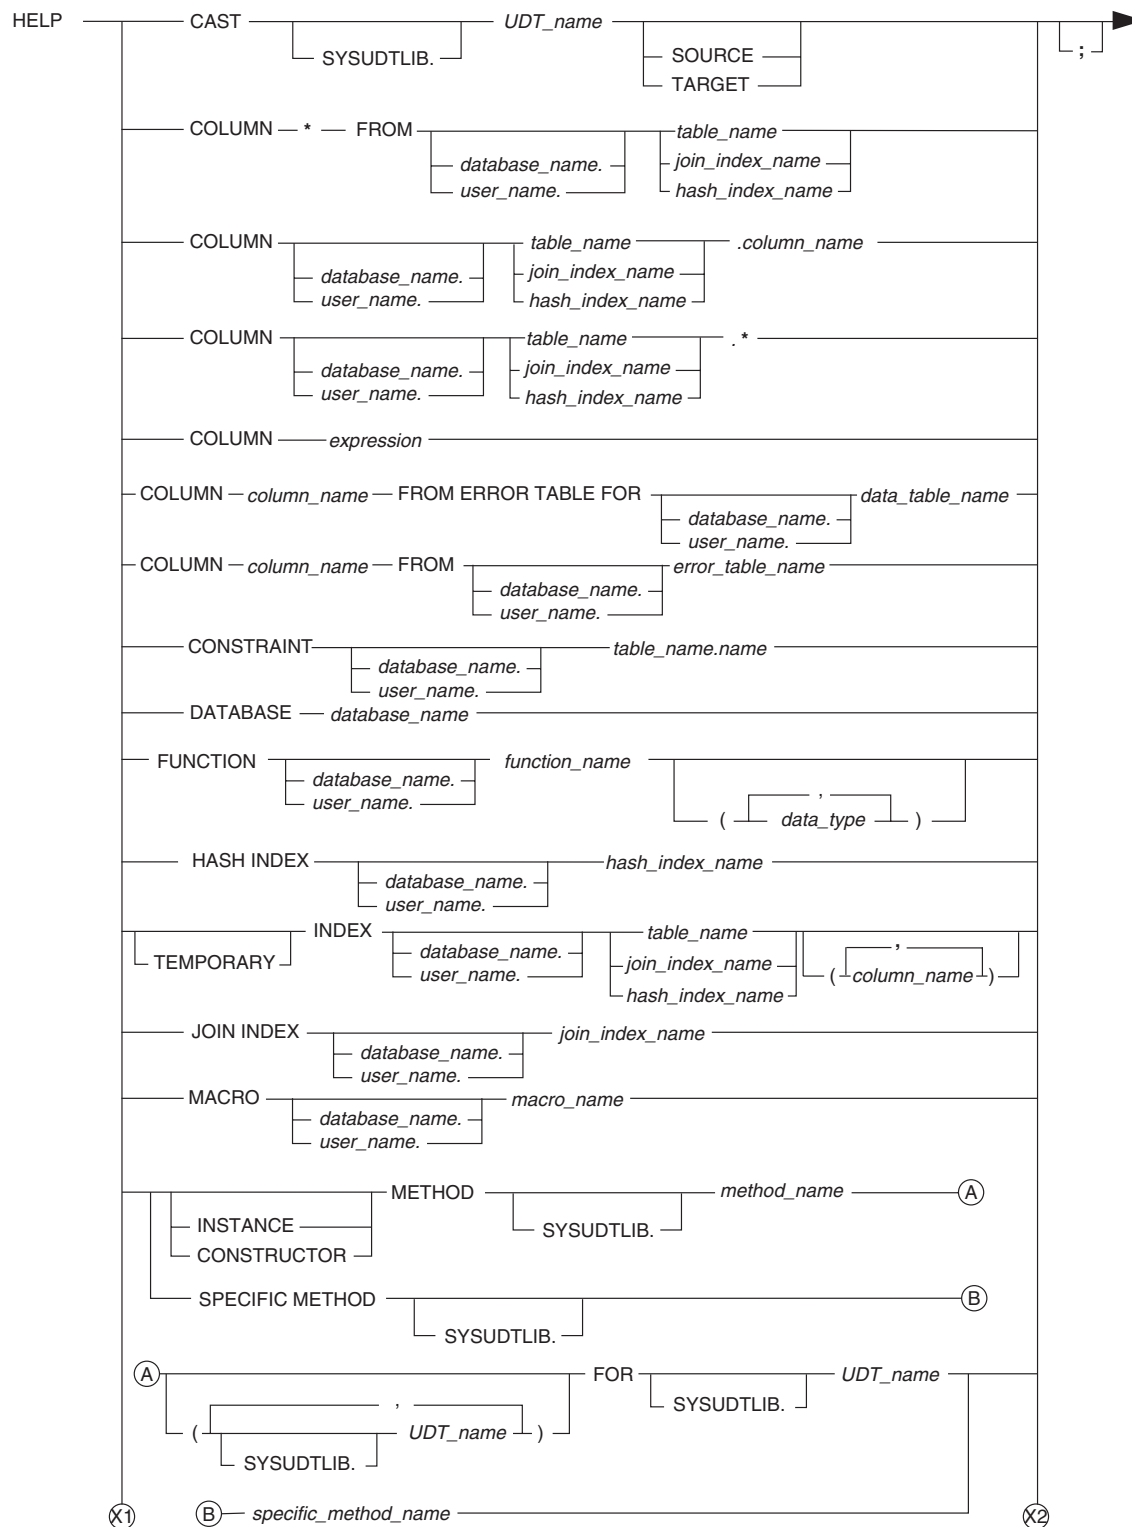 HELP CAST UDT_name
SYSUDTLIB. SOURCE ;
TARGET
COLUMN * FROM table_name
database_name. join_index_name
user_name. hash_index_name
COLUMN table_name .column_name
database_name. join_index_name
user_name. hash_index_name
COLUMN table_name . *
database_name. join_index_name
user_name. hash_index_name
COLUMN expression
COLUMN column_name FROM ERROR TABLE FOR data_table_name
database_name.
user_name.
COLUMN column_name FROM error_table_name
database_name.
user_name.
CONSTRAINT table_name.name
database_name.
user_name.
DATABASE database_name
FUNCTION function_name
database_name.
user_name. ,
( data_type )
HASH INDEX hash_index_name
database_name.
user_name.
INDEX table_name
TEMPORARY database_name. join_index_name ,
user_name. hash_index_name ( column_name )
JOIN INDEX join_index_name
database_name.
user_name.
MACRO macro_name
database_name.
user_name.
METHOD method_name A
INSTANCE SYSUDTLIB.
CONSTRUCTOR
SPECIFIC METHOD B
SYSUDTLIB.
A FOR UDT_name
, SYSUDTLIB.
( UDT_name )
SYSUDTLIB.
X1 B specific_method_name X2